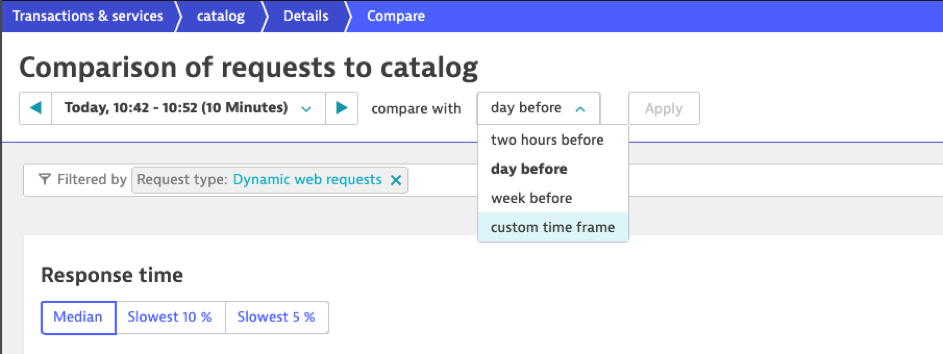 Transactions & services catalog Details Compare
Comparison of requests to catalog
Today, 10:42 - 10:52 (10 Minutes) compare with day before Apply
two hours before
day before
week before
custom time frame
Filtered by Request type: Dynamic web requests
Response time
Median Slowest 10 % Slowest 5 %